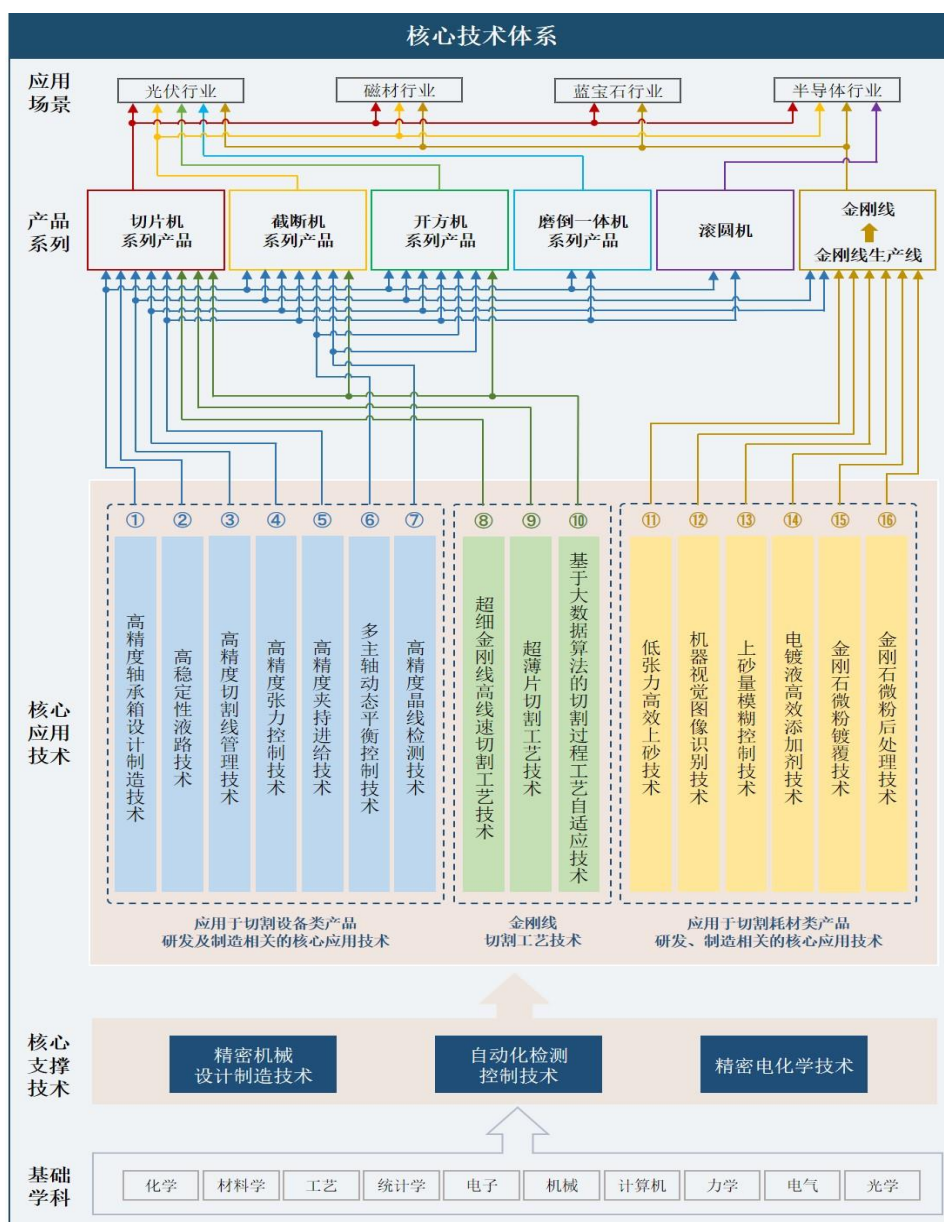 核心技术体系
应用
场景
光伏行业
磁材行业
蓝宝石行业
半导体行业
产品
系列
切片机
系列产品
截断机
系列产品
开方机
系列产品
磨倒一体机
系列产品
滚圆机
金刚线
金刚线生产线
核心
应用
技术
①
②
③
④
⑤
⑥
⑦
⑧
⑨
⑩
⑪
⑫
⑬
⑭
⑮
⑯
高精度轴承箱设计制造技术
高稳定性液路技术
高精度切割线管理技术
高精度张力控制技术
高精度夹持进给技术
多主轴动态平衡控制技术
高精度晶线检测技术
超细金刚线高线速切割工艺技术
超薄片切割工艺技术
基于大数据算法的切割过程工艺自适应技术
低张力高效上砂技术
机器视觉图像识别技术
上砂量模糊控制技术
电镀液高效添加剂技术
金刚石微粉镀覆技术
金刚石微粉后处理技术
应用于切割设备类产品
研发及制造相关的核心应用技术
金刚线
切割工艺技术
应用于切割耗材类产品
研发、制造相关的核心应用技术
核心
支撑
技术
精密机械
设计制造技术
自动化检测
控制技术
精密电化学技术
基础
学科
化学
材料学
工艺
统计学
电子
机械
计算机
力学
电气
光学